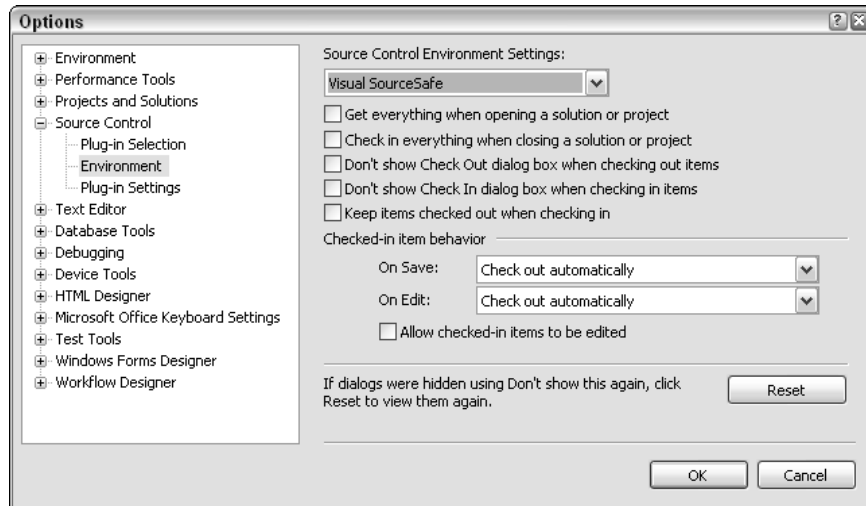 Options
Environment
Performance Tools
Projects and Solutions
Source Control
Plug-in Selection
Environment
Plug-in Settings
Text Editor
Database Tools
Debugging
Device Tools
HTML Designer
Microsoft Office Keyboard Settings
Test Tools
Windows Forms Designer
Workflow Designer
Source Control Environment Settings:
Visual SourceSafe
Get everything when opening a solution or project
Check in everything when closing a solution or project
Don't show Check Out dialog box when checking out items
Don't show Check In dialog box when checking in items
Keep items checked out when checking in
Checked-in item behavior
On Save: Check out automatically
On Edit: Check out automatically
Allow checked-in items to be edited
If dialogs were hidden using Don't show this again, click
Reset to view them again.
Reset
OK Cancel